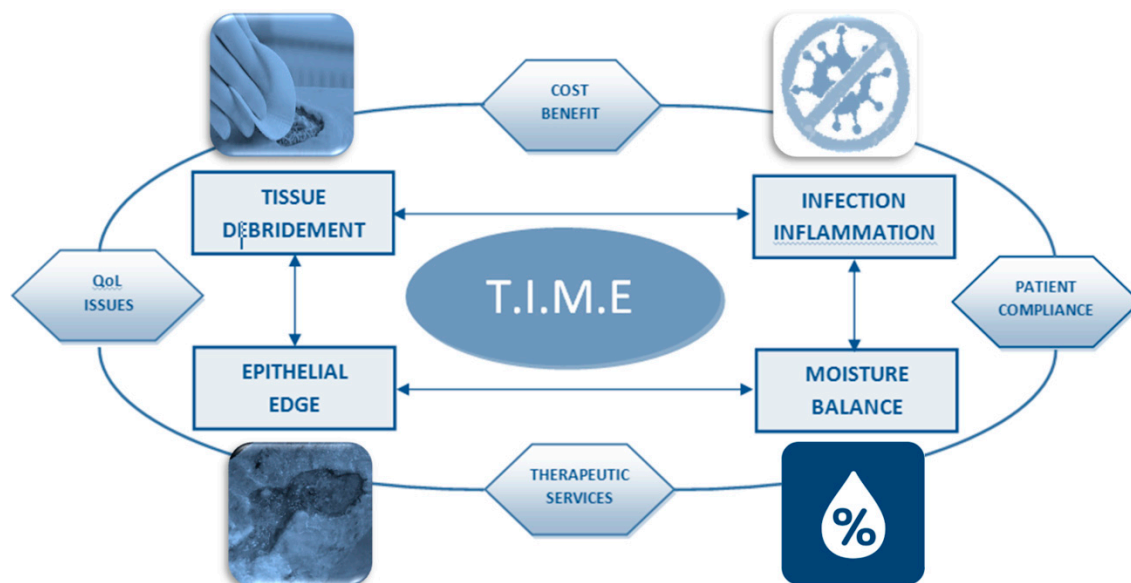 COST
BENEFIT
TISSUE
DEBRIDEMENT
INFECTION
INFLAMMATION
QoL
ISSUES
T.I.M.E
PATIENT
COMPLIANCE
EPITHELIAL
EDGE
MOISTURE
BALANCE
THERAPEUTIC
SERVICES
%